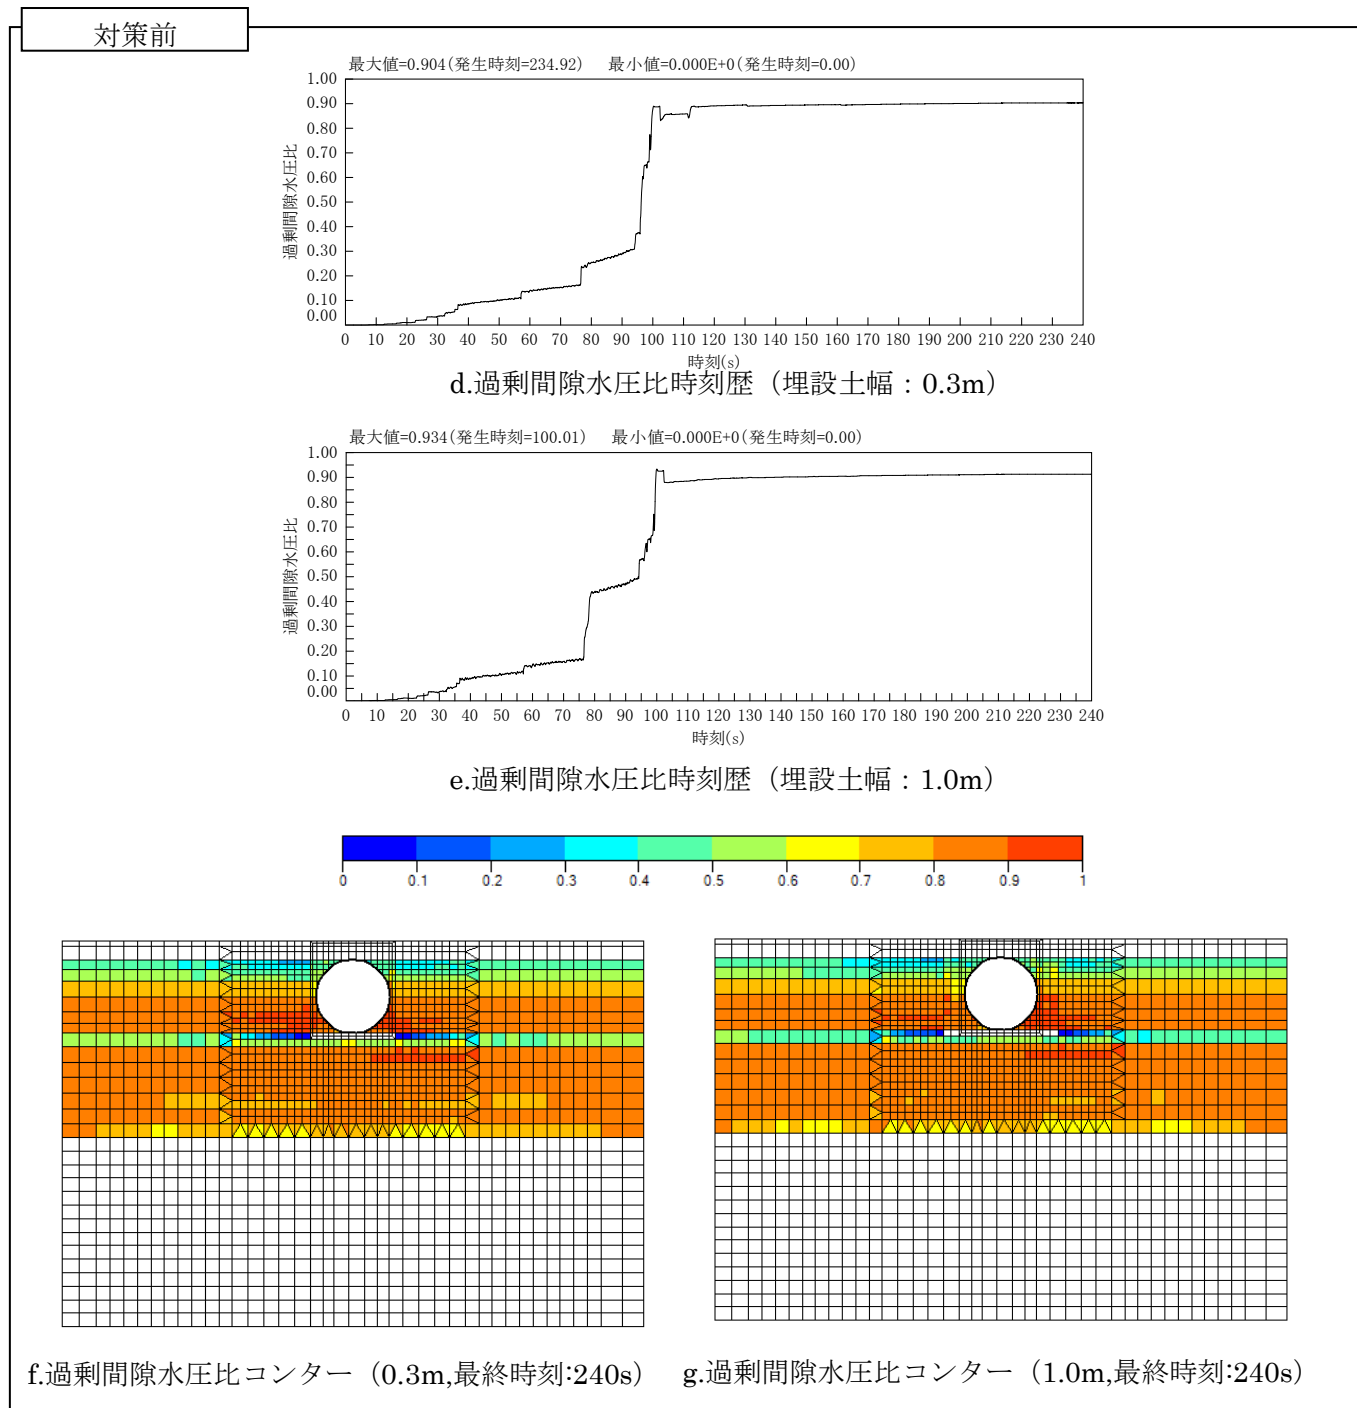 対策前
最大値=0.904(発生時刻=234.92) 最小値=0.000E+0(発生時刻=0.00)
1.00
0.90
0.80
0.70
0.60
0.50
0.40
0.30
0.20
0.10
0.00
過剰間隙水圧比
0 10 20 30 40 50 60 70 80 90 100 110 120 130 140 150 160 170 180 190 200 210 220 230 240
時刻(s)
d.過剰間隙水圧比時刻歴（埋設土幅：0.3m）
最大値=0.934(発生時刻=100.01) 最小値=0.000E+0(発生時刻=0.00)
1.00
0.90
0.80
0.70
0.60
0.50
0.40
0.30
0.20
0.10
0.00
過剰間隙水圧比
0 10 20 30 40 50 60 70 80 90 100 110 120 130 140 150 160 170 180 190 200 210 220 230 240
時刻(s)
e.過剰間隙水圧比時刻歴（埋設土幅：1.0m）
0 0.1 0.2 0.3 0.4 0.5 0.6 0.7 0.8 0.9 1
f.過剰間隙水圧比コンター（0.3m,最終時刻:240s）
g.過剰間隙水圧比コンター（1.0m,最終時刻:240s）